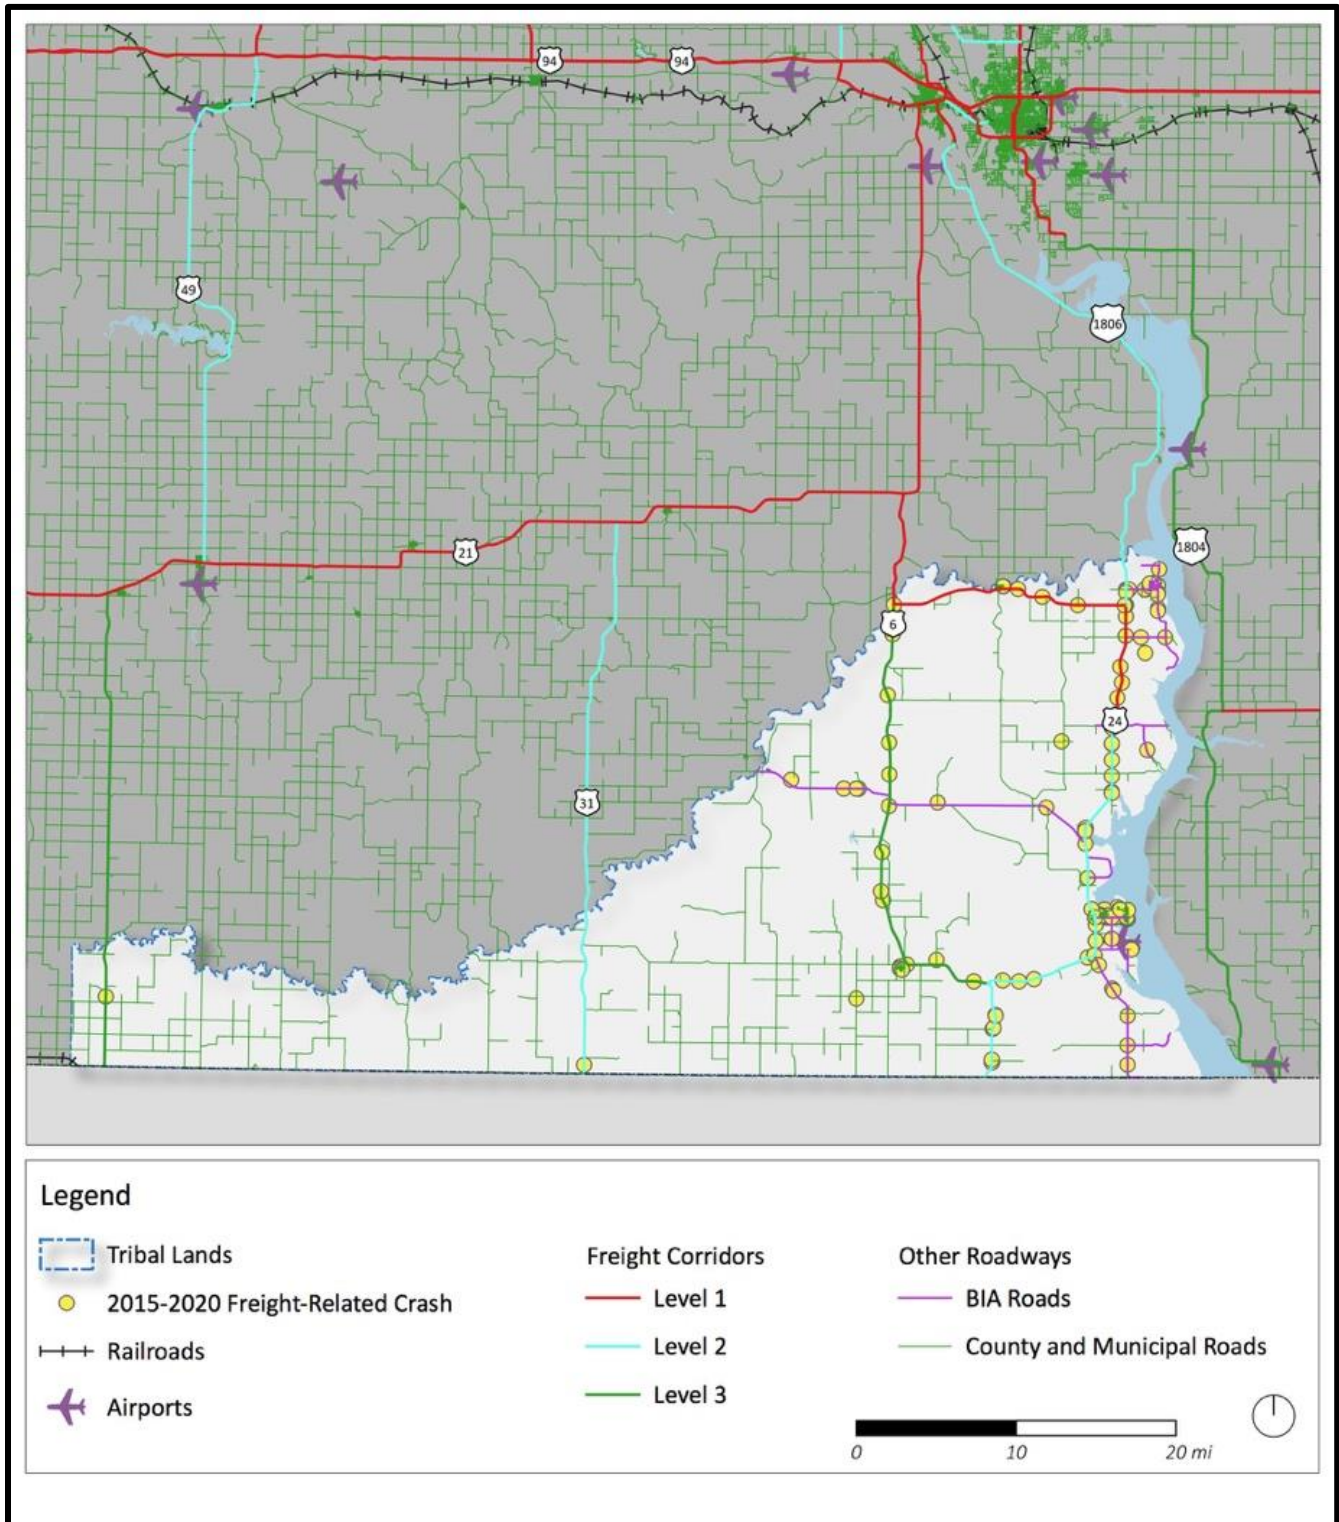 94
94
49
1806
21
1804
6
24
31
Legend
Tribal Lands
2015-2020 Freight-Related Crash
Railroads
Airports
Freight Corridors
Level 1
Level 2
Level 3
Other Roadways
BIA Roads
County and Municipal Roads
0 10 20 mi